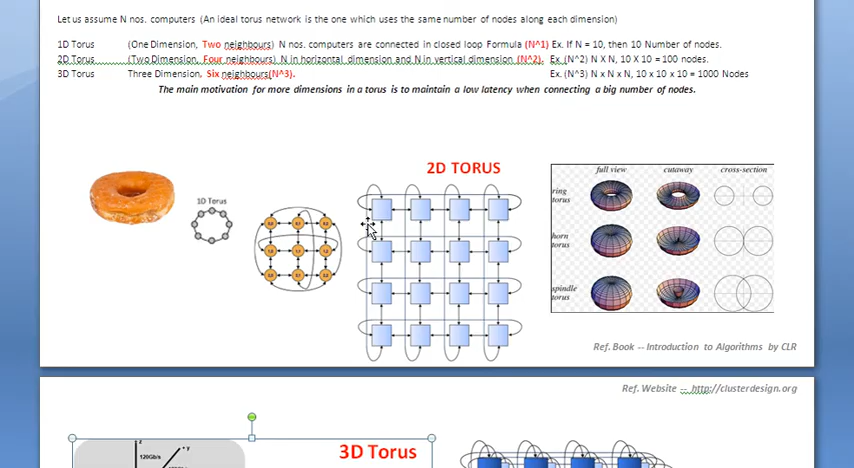 Let us assume N nos. computers (An ideal torus network is the one which uses the same number of nodes along each dimension)
1D Torus (One Dimension, Two neighbours) N nos. computers are connected in closed loop Formula (N^1) Ex. If N = 10, then 10 Number of nodes.
2D Torus (Two Dimension, Four neighbours) N in horizontal dimension and N in vertical dimension (N^2). Ex. (N^2) N X N, 10 X 10 = 100 nodes.
3D Torus Three Dimension, Six neighbours(N^3). Ex. (N^3) N x N x N, 10 x 10 x 10 = 1000 Nodes
The main motivation for more dimensions in a torus is to maintain a low latency when connecting a big number of nodes.
2D TORUS
1D Torus
full view cutaway cross-section
ring torus
horn torus
spindle torus
Ref. Book -- Introduction to Algorithms by CLR
Ref. Website -- http://clusterdesign.org
3D Torus
z
+ y
120Gb/s